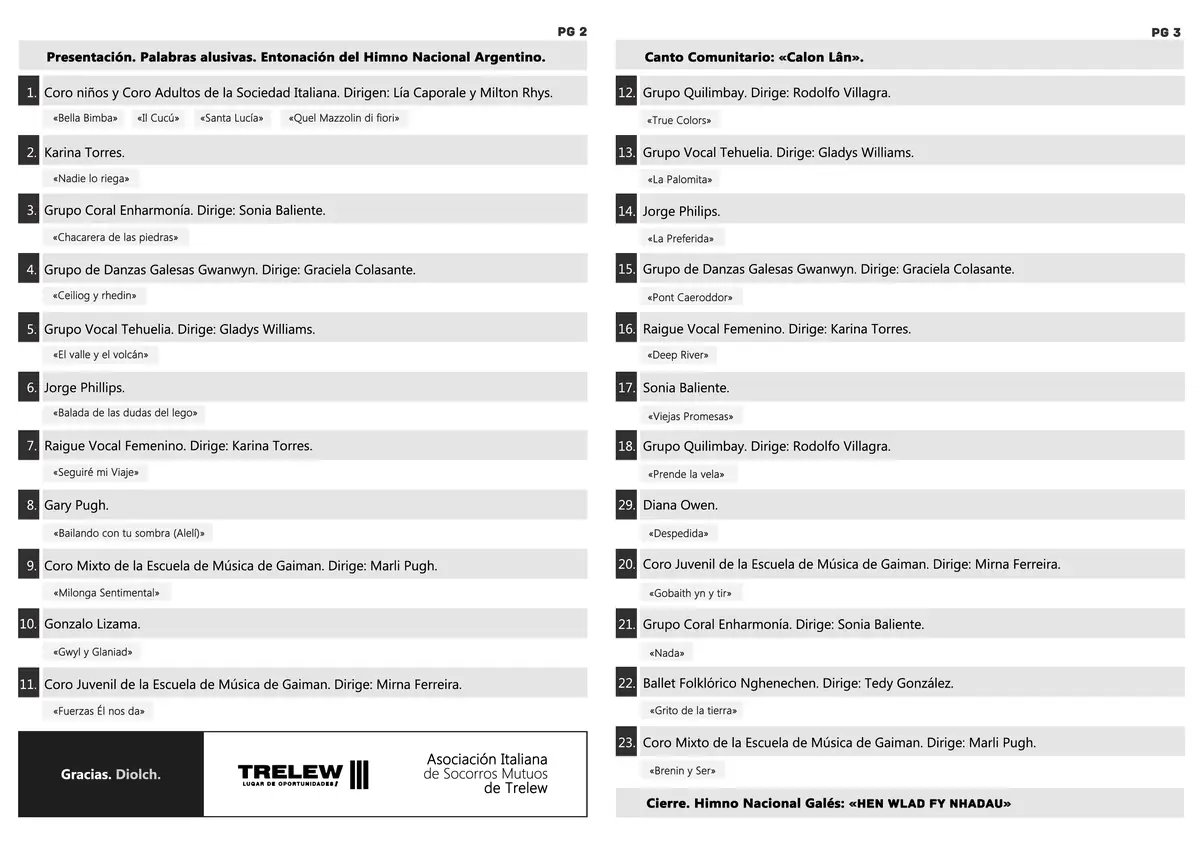 PG 2
Presentación. Palabras alusivas. Entonación del Himno Nacional Argentino.
1. Coro niños y Coro Adultos de la Sociedad Italiana. Dirigen: Lía Caporale y Milton Rhys.
«Bella Bimba» «Il Cucú» «Santa Lucía» «Quel Mazzolin di fiori»
2. Karina Torres.
«Nadie lo riega»
3. Grupo Coral Enharmonía. Dirige: Sonia Baliente.
«Chacarera de las piedras»
4. Grupo de Danzas Galesas Gwanwyn. Dirige: Graciela Colasante.
«Ceiliog y rhedin»
5. Grupo Vocal Tehuelia. Dirige: Gladys Williams.
«El valle y el volcán»
6. Jorge Phillips.
«Balada de las dudas del lego»
7. Raigue Vocal Femenino. Dirige: Karina Torres.
«Seguiré mi Viaje»
8. Gary Pugh.
«Bailando con tu sombra (Alelí)»
9. Coro Mixto de la Escuela de Música de Gaiman. Dirige: Marli Pugh.
«Milonga Sentimental»
10. Gonzalo Lizama.
«Gwyl y Glaniad»
11. Coro Juvenil de la Escuela de Música de Gaiman. Dirige: Mirna Ferreira.
«Fuerzas Él nos da»
Gracias. Diolch.
TRELEW
LUGAR DE OPORTUNIDADES/
Asociación Italiana
de Socorros Mutuos
de Trelew
PG 3
Canto Comunitario: «Calon Lân».
12. Grupo Quilimbay. Dirige: Rodolfo Villagra.
«True Colors»
13. Grupo Vocal Tehuelia. Dirige: Gladys Williams.
«La Palomita»
14. Jorge Philips.
«La Preferida»
15. Grupo de Danzas Galesas Gwanwyn. Dirige: Graciela Colasante.
«Pont Caeroddor»
16. Raigue Vocal Femenino. Dirige: Karina Torres.
«Deep River»
17. Sonia Baliente.
«Viejas Promesas»
18. Grupo Quilimbay. Dirige: Rodolfo Villagra.
«Prende la vela»
29. Diana Owen.
«Despedida»
20. Coro Juvenil de la Escuela de Música de Gaiman. Dirige: Mirna Ferreira.
«Gobaith yn y tir»
21. Grupo Coral Enharmonía. Dirige: Sonia Baliente.
«Nada»
22. Ballet Folklórico Nghenechen. Dirige: Tedy González.
«Grito de la tierra»
23. Coro Mixto de la Escuela de Música de Gaiman. Dirige: Marli Pugh.
«Brenin y Ser»
Cierre. Himno Nacional Galés: «HEN WLAD FY NHADAU»